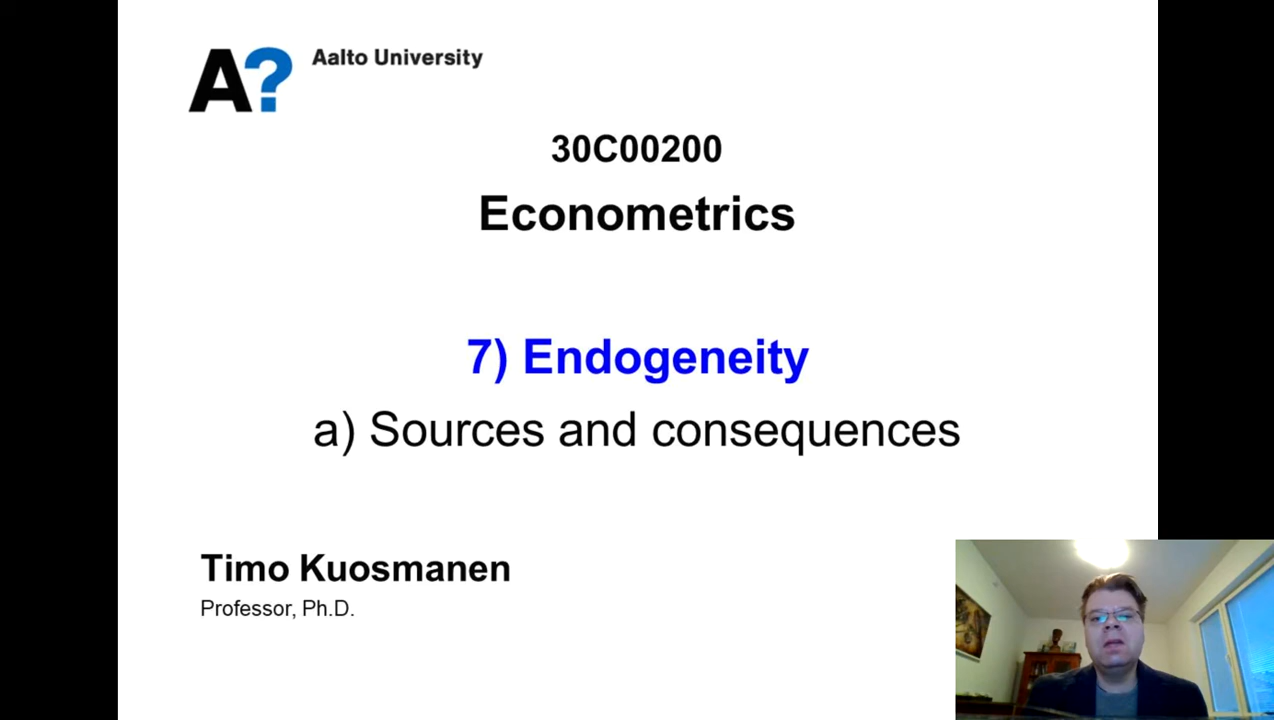 A?
Aalto University
30C00200
Econometrics
7) Endogeneity
a) Sources and consequences
Timo Kuosmanen
Professor, Ph.D.